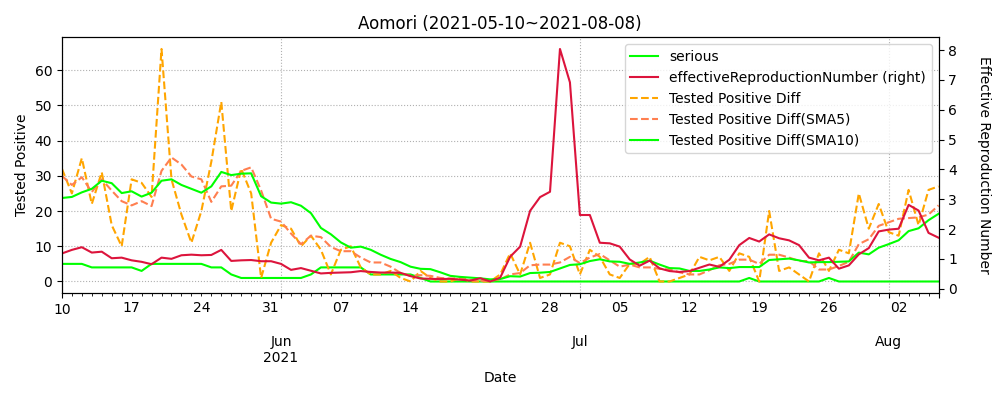 Aomori (2021-05-10~2021-08-08)
serious
effectiveReproductionNumber (right)
Tested Positive Diff
Tested Positive Diff(SMA5)
Tested Positive Diff(SMA10)
Tested Positive
60
50
40
30
20
10
0
8
7
6
5
4
3
2
1
0
Effective Reproduction Number
10 17 24 31 07 14 21 28 05 12 19 26 02
Jun Jul Aug
2021
Date